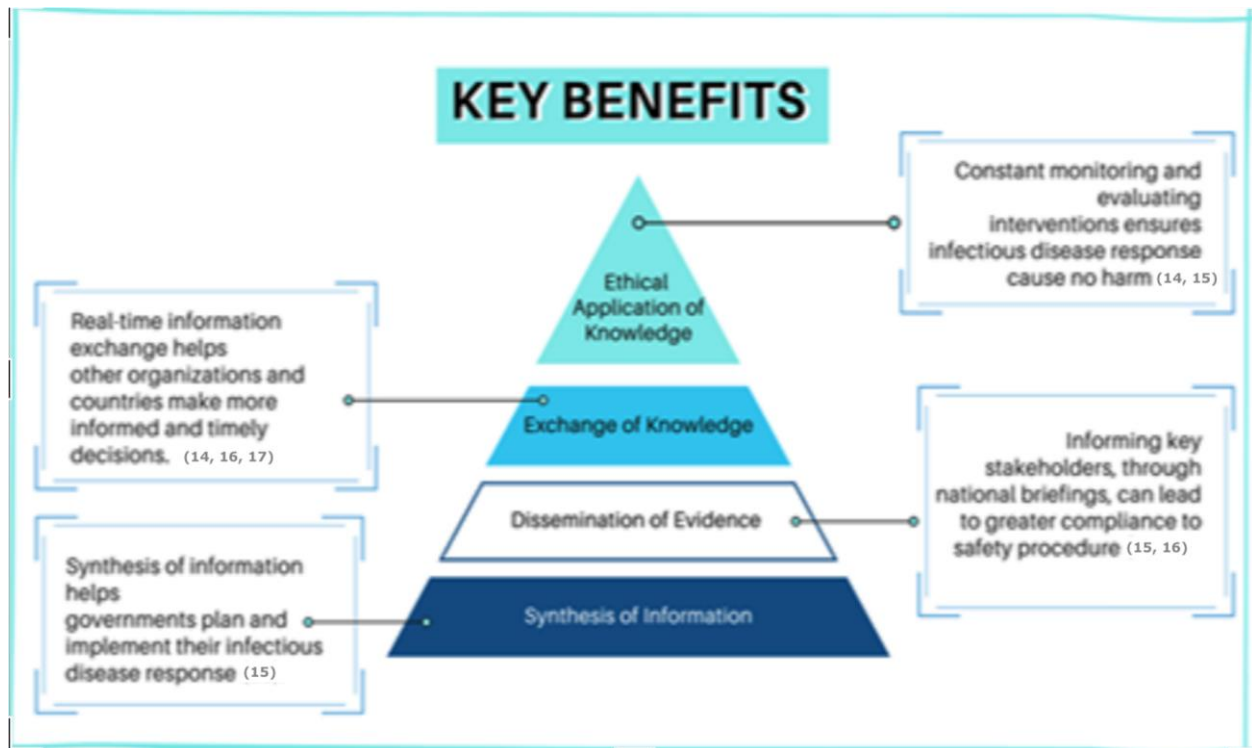 KEY BENEFITS
Constant monitoring and
evaluating
interventions ensures
infectious disease response
cause no harm (14, 15)
Ethical
Application of
Knowledge
Real-time information
exchange helps
other organizations and
countries make more
informed and timely
decisions. (14, 16, 17)
Exchange of Knowledge
Informing key
stakeholders, through
national briefings, can lead
to greater compliance to
safety procedure (15, 16)
Dissemination of Evidence
Synthesis of information
helps
governments plan and
implement their infectious
disease response (15)
Synthesis of Information